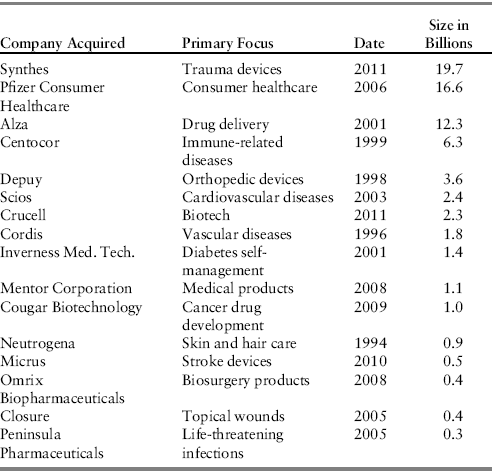 Size in
Company Acquired Primary Focus Date Billions
Synthes Trauma devices 2011 19.7
Pfizer Consumer Consumer healthcare 2006 16.6
Healthcare
Alza Drug delivery 2001 12.3
Centocor Immune-related 1999 6.3
diseases
Depuy Orthopedic devices 1998 3.6
Scios Cardiovascular diseases 2003 2.4
Crucell Biotech 2011 2.3
Cordis Vascular diseases 1996 1.8
Inverness Med. Tech. Diabetes self- 2001 1.4
management
Mentor Corporation Medical products 2008 1.1
Cougar Biotechnology Cancer drug 2009 1.0
development
Neutrogena Skin and hair care 1994 0.9
Micrus Stroke devices 2010 0.5
Omrix Biosurgery products 2008 0.4
Biopharmaceuticals
Closure Topical wounds 2005 0.4
Peninsula Life-threatening 2005 0.3
Pharmaceuticals infections